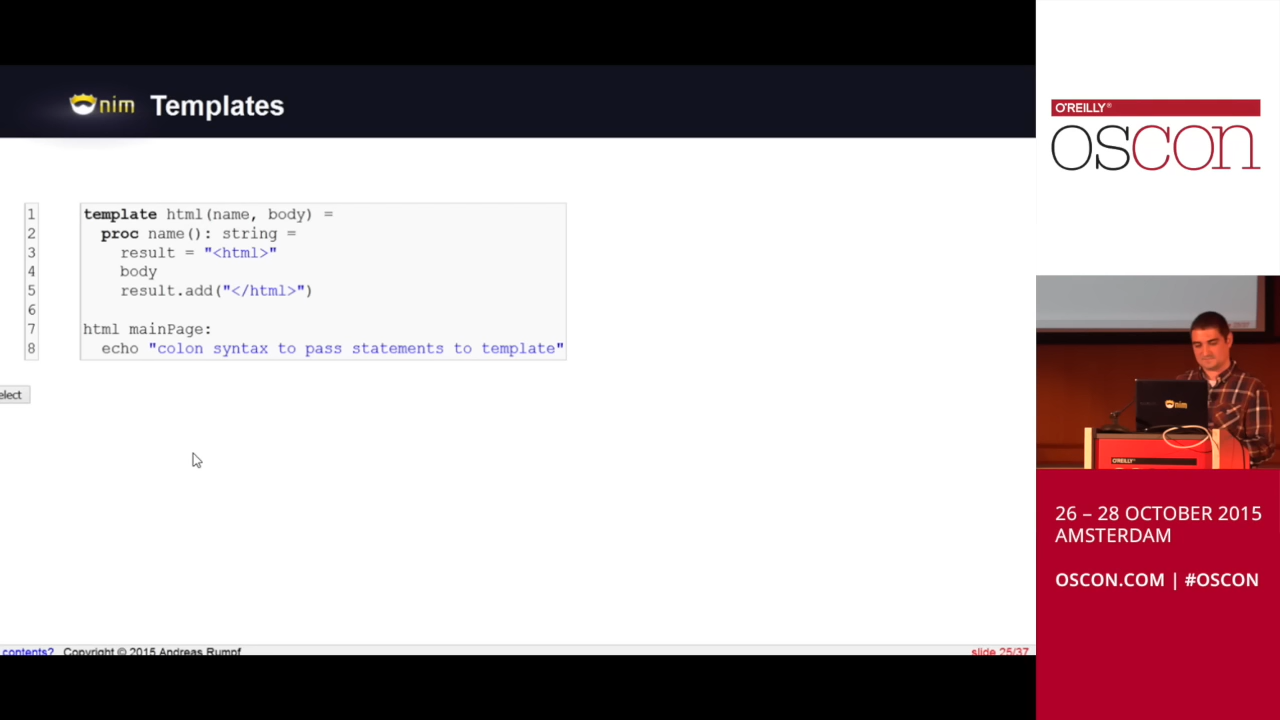 nim Templates
1 template html(name, body) =
2 proc name(): string =
3 result = "<html>"
4 body
5 result.add("</html>")
6
7 html mainPage:
8 echo "colon syntax to pass statements to template"
elect
contents? Copyright © 2015 Andreas Rumpf
slide 25/37
O'REILLY®
OSCON
nim
O'REILLY
26 – 28 OCTOBER 2015
AMSTERDAM
OSCON.COM | #OSCON